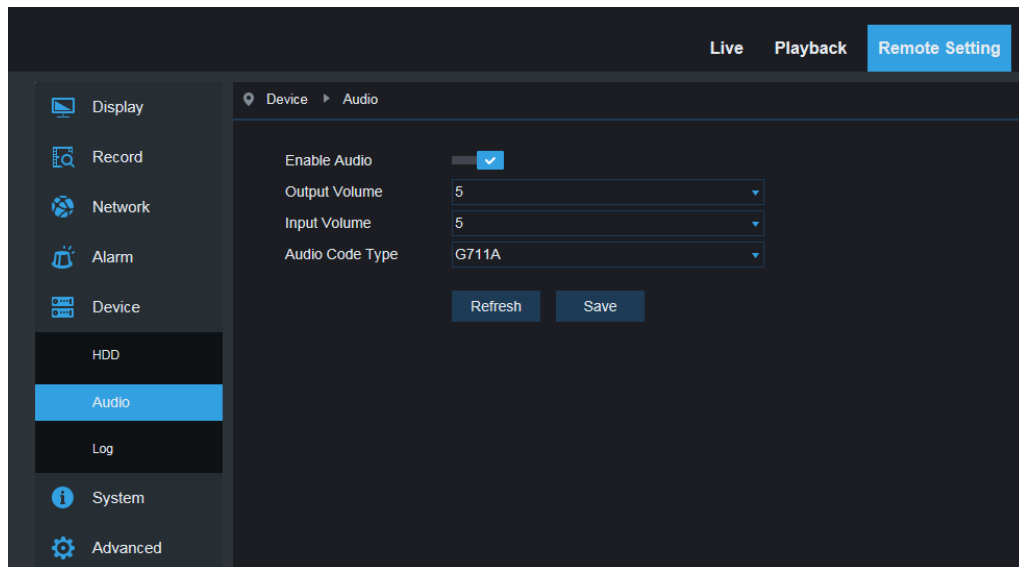 Live Playback Remote Setting
Display
Record
Network
Alarm
Device
HDD
Audio
Log
System
Advanced
Device Audio
Enable Audio
Output Volume 5
Input Volume 5
Audio Code Type G711A
Refresh Save